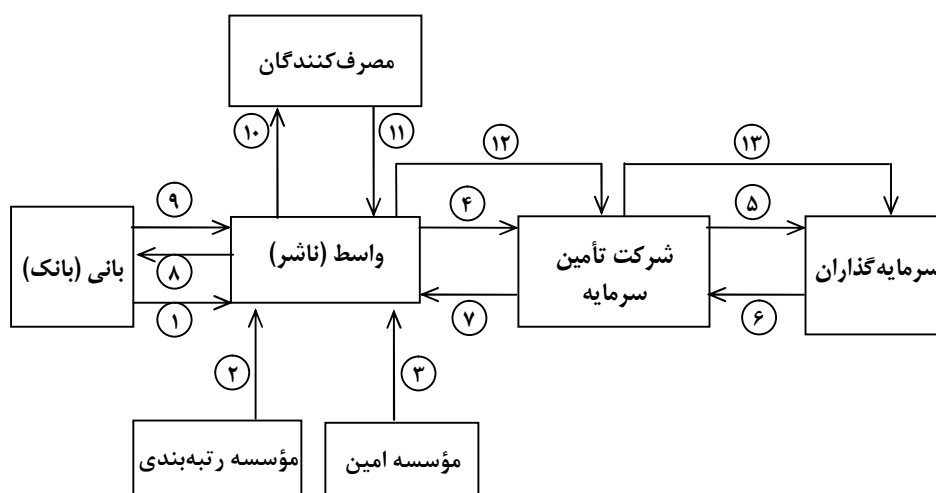 مصرف‌کنندگان
۱۰
۱۱
۱۲
۱۳
۹
۴
۵
بانی (بانک)
۸
واسط (ناشر)
شرکت تأمین
سرمایه
سرمایه‌گذاران
۱
۷
۶
۲
۳
مؤسسه رتبه‌بندی
مؤسسه امین